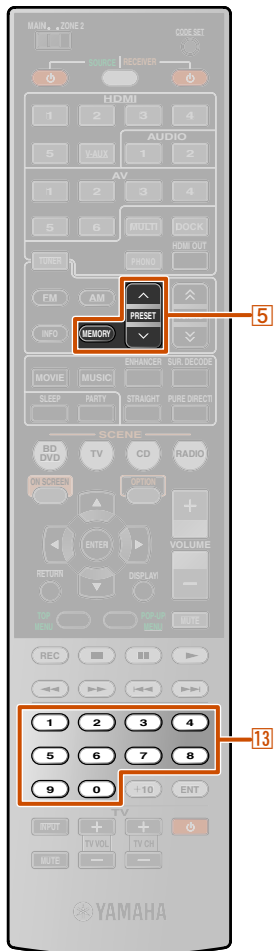 MAIN ZONE 2 CODE SET
SOURCE RECEIVER
HDMI
1 2 3 4
AUDIO
5 V-AUX 1 2
AV
1 2 3 4
5 6 MULTI DOCK
HDMI OUT
TUNER PHONO
FM AM PRESET
INFO MEMORY
5
ENHANCER SUR. DECODE
MOVIE MUSIC
SLEEP PARTY STRAIGHT PURE DIRECT
SCENE
BD DVD TV CD RADIO
ON SCREEN OPTION
ENTER VOLUME
RETURN DISPLAY
TOP MENU POP-UP MENU MUTE
REC
1 2 3 4
13
5 6 7 8
9 0 +10 ENT
TV
INPUT
TV VOL TV CH
MUTE
YAMAHA